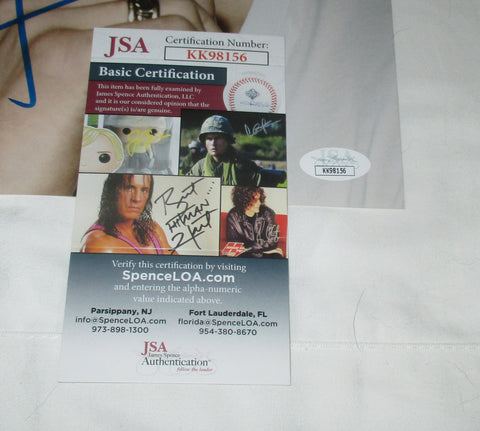 JSA
Certification Number:
KK98156
Basic Certification
This item has been fully examined by
James Spence Authentication, LLC
and it is our considered opinion that the
signature(s) is/are genuine.
KK98156
Bret
HITMAN
Hart
Verify this certification by visiting
SpenceLOA.com
and entering the alpha-numeric
value indicated above.
Parsippany, NJ
info@SpenceLOA.com
973-898-1300
Fort Lauderdale, FL
florida@SpenceLOA.com
954-380-8670
JSA
James Spence
Authentication
follow the leader